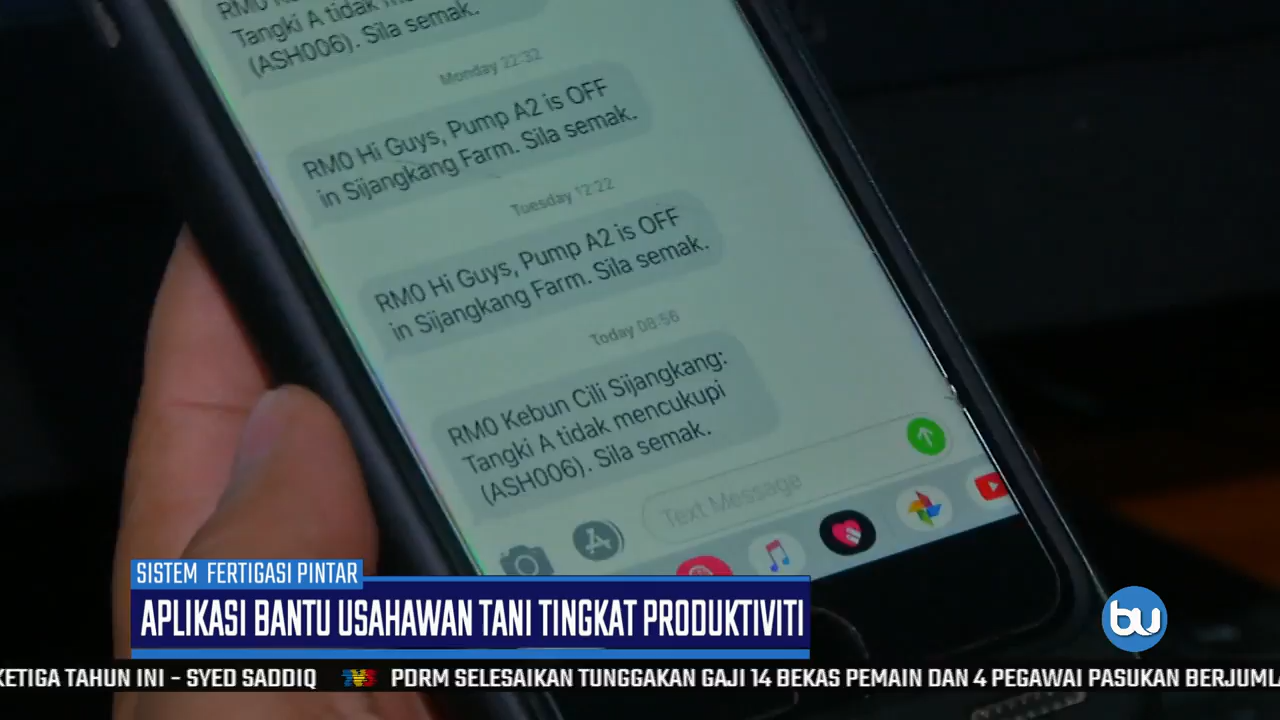 Tangki A tidak
(ASH006). Sila semak.
Monday 22:32
RM0 Hi Guys, Pump A2 is OFF
in Sijangkang Farm. Sila semak.
Tuesday 12:22
RM0 Hi Guys, Pump A2 is OFF
in Sijangkang Farm. Sila semak.
Today 08:56
RM0 Kebun Cili Sijangkang:
Tangki A tidak mencukupi
(ASH006). Sila semak.
Text Message
SISTEM FERTIGASI PINTAR
APLIKASI BANTU USAHAWAN TANI TINGKAT PRODUKTIVITI
bu
KETIGA TAHUN INI - SYED SADDIQ TV3 PDRM SELESAIKAN TUNGGAKAN GAJI 14 BEKAS PEMAIN DAN 4 PEGAWAI PASUKAN BERJUMLA